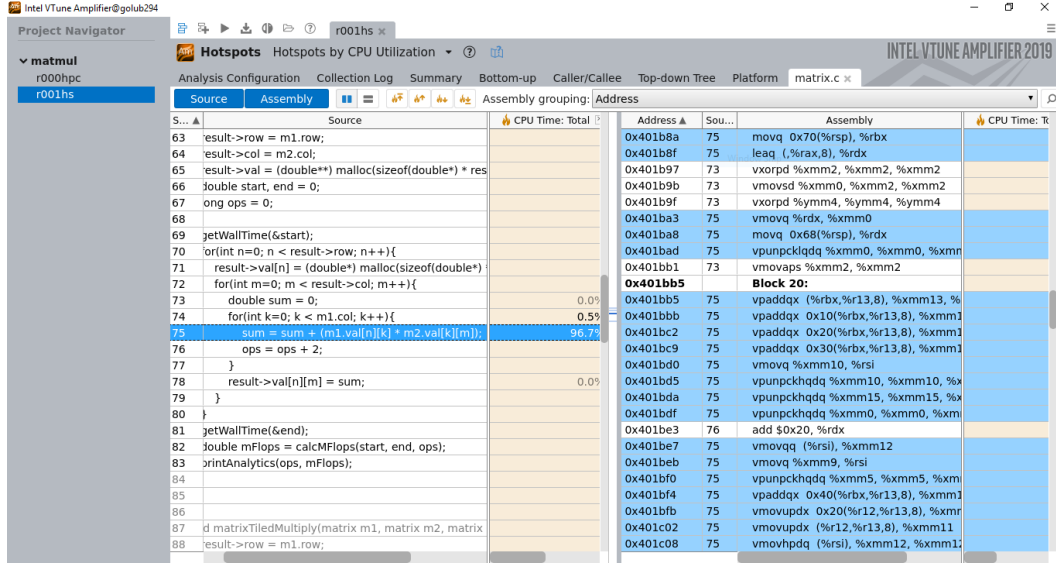 Intel VTune Amplifier@golub294
Project Navigator
matmul
r000hpc
r001hs
r001hs ×
Hotspots Hotspots by CPU Utilization
INTEL VTUNE AMPLIFIER 2019
Analysis Configuration Collection Log Summary Bottom-up Caller/Callee Top-down Tree Platform matrix.c ×
Source Assembly Assembly grouping: Address
S... Source CPU Time: Total
63 result->row = m1.row;
64 result->col = m2.col;
65 result->val = (double**) malloc(sizeof(double*) * res
66 double start, end = 0;
67 ong ops = 0;
68
69 getWallTime(&start);
70 for(int n=0; n < result->row; n++){
71 result->val[n] = (double*) malloc(sizeof(double)
72 for(int m=0; m < result->col; m++){
73 double sum = 0; 0.0%
74 for(int k=0; k < m1.col; k++){ 0.5%
75 sum = sum + (m1.val[n][k] * m2.val[k][m]); 96.7%
76 ops = ops + 2;
77 }
78 result->val[n][m] = sum; 0.0%
79 }
80 }
81 getWallTime(&end);
82 double mFlops = calcMFlops(start, end, ops);
83 printAnalytics(ops, mFlops);
84
85
86
87 d matrixTiledMultiply(matrix m1, matrix m2, matrix
88 result->row = m1.row;
Address Sou... Assembly CPU Time: To
0x401b8a 75 movq 0x70(%rsp), %rbx
0x401b8f 75 leaq (,%rax,8), %rdx
0x401b97 73 vxorpd %xmm2, %xmm2, %xmm2
0x401b9b 73 vmovsd %xmm0, %xmm2, %xmm2
0x401b9f 73 vxorpd %ymm4, %ymm4, %ymm4
0x401ba3 75 vmovq %rdx, %xmm0
0x401ba8 75 movq 0x68(%rsp), %rdx
0x401bad 75 vpunpcklqdq %xmm0, %xmm0, %xmn
0x401bb1 73 vmovaps %xmm2, %xmm2
0x401bb5 Block 20:
0x401bb5 75 vpaddqx (%rbx,%r13,8), %xmm13, %
0x401bbb 75 vpaddqx 0x10(%rbx,%r13,8), %xmm1
0x401bc2 75 vpaddqx 0x20(%rbx,%r13,8), %xmm1
0x401bc9 75 vpaddqx 0x30(%rbx,%r13,8), %xmm1
0x401bd0 75 vmovq %xmm10, %rsi
0x401bd5 75 vpunpckhqdq %xmm10, %xmm10, %x
0x401bda 75 vpunpckhqdq %xmm15, %xmm15, %x
0x401bdf 75 vpunpckhqdq %xmm0, %xmm0, %xm
0x401be3 76 add $0x20, %rdx
0x401be7 75 vmovqq (%rsi), %xmm12
0x401beb 75 vmovq %xmm9, %rsi
0x401bf0 75 vpunpckhqdq %xmm5, %xmm5, %xm
0x401bf4 75 vpaddqx 0x40(%rbx,%r13,8), %xmm1
0x401bfb 75 vmovupdx 0x20(%r12,%r13,8), %xmr
0x401c02 75 vmovupdx (%r12,%r13,8), %xmm11
0x401c08 75 vmovhpdq (%rsi), %xmm12, %xmm12